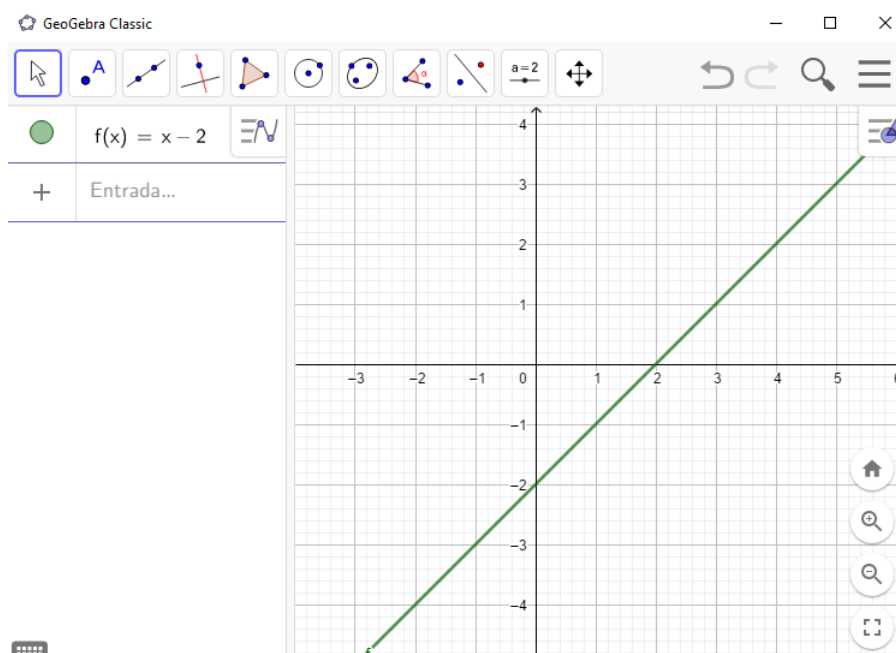 GeoGebra Classic
A
α
a=2
f(x) = x − 2
Entrada...
4
3
2
1
−3 −2 −1 0 1 2 3 4 5 6
−1
−2
−3
−4
f